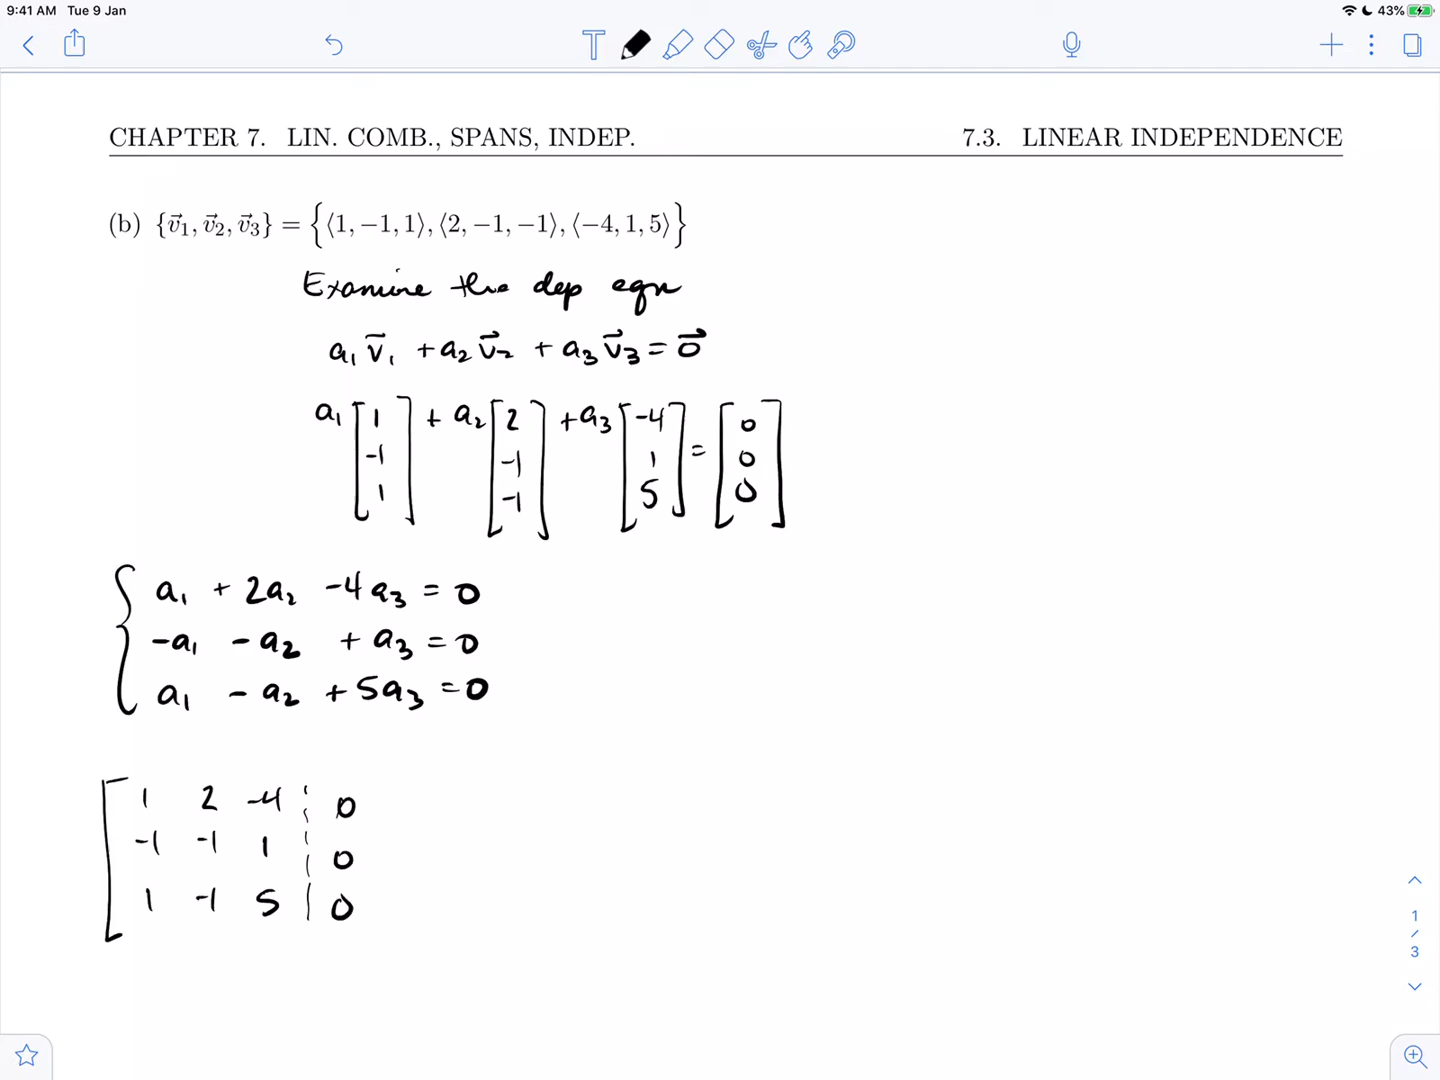 9:41 AM Tue 9 Jan 43%
CHAPTER 7. LIN. COMB., SPANS, INDEP. 7.3. LINEAR INDEPENDENCE
(b) {v⃗₁, v⃗₂, v⃗₃} = {⟨1, −1, 1⟩, ⟨2, −1, −1⟩, ⟨−4, 1, 5⟩}
Examine the dep eqn
a₁v⃗₁ + a₂v⃗₂ + a₃v⃗₃ = 0⃗
a₁ [1 + a₂ [2 + a₃ [-4 [0
-1 -1 1 = 0
1] -1] 5] 0]
{ a₁ + 2a₂ - 4a₃ = 0
-a₁ - a₂ + a₃ = 0
a₁ - a₂ + 5a₃ = 0
[ 1 2 -4 ¦ 0
-1 -1 1 ¦ 0
1 -1 5 ¦ 0
1
/
3